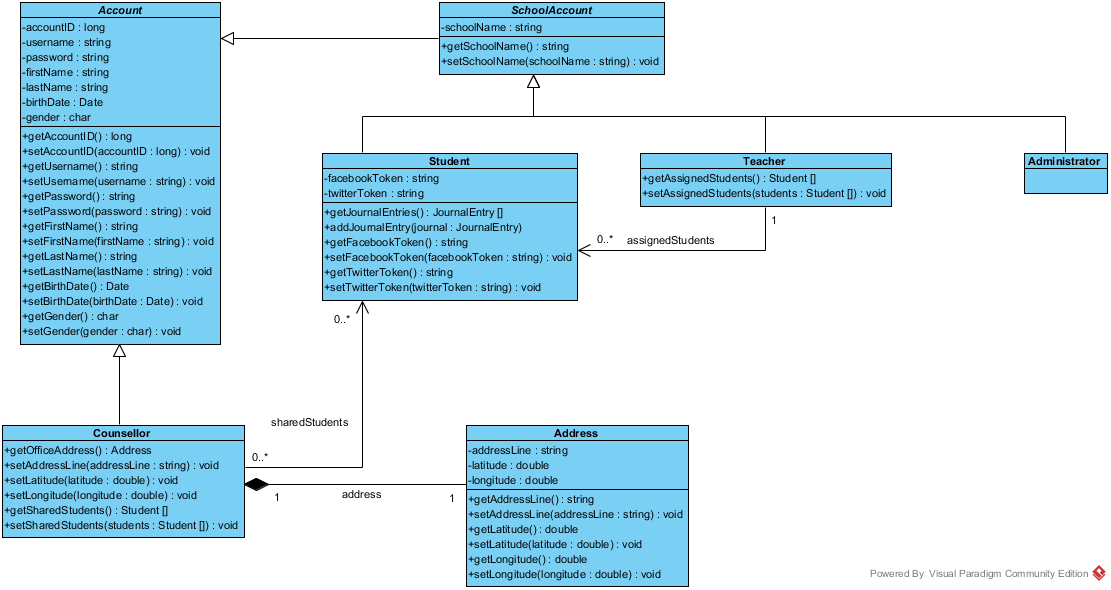 Account
-accountID : long
-username : string
-password : string
-firstName : string
-lastName : string
-birthDate : Date
-gender : char
+getAccountID() : long
+setAccountID(accountID : long) : void
+getUsername() : string
+setUsername(username : string) : void
+getPassword() : string
+setPassword(password : string) : void
+getFirstName() : string
+setFirstName(firstName : string) : void
+getLastName() : string
+setLastName(lastName : string) : void
+getBirthDate() : Date
+setBirthDate(birthDate : Date) : void
+getGender() : char
+setGender(gender : char) : void
SchoolAccount
-schoolName : string
+getSchoolName() : string
+setSchoolName(schoolName : string) : void
Student
-facebookToken : string
-twitterToken : string
+getJournalEntries() : JournalEntry []
+addJournalEntry(journal : JournalEntry)
+getFacebookToken() : string
+setFacebookToken(facebookToken : string) : void
+getTwitterToken() : string
+setTwitterToken(twitterToken : string) : void
Teacher
+getAssignedStudents() : Student []
+setAssignedStudents(students : Student []) : void
Administrator
1
0..*
assignedStudents
0..*
sharedStudents
0..*
Counsellor
+getOfficeAddress() : Address
+setAddressLine(addressLine : string) : void
+setLatitude(latitude : double) : void
+setLongitude(longitude : double) : void
+getSharedStudents() : Student []
+setSharedStudents(students : Student []) : void
1
address
1
Address
-addressLine : string
-latitude : double
-longitude : double
+getAddressLine() : string
+setAddressLine(addressLine : string) : void
+getLatitude() : double
+setLatitude(latitude : double) : void
+getLongitude() : double
+setLongitude(longitude : double) : void
Powered By Visual Paradigm Community Edition